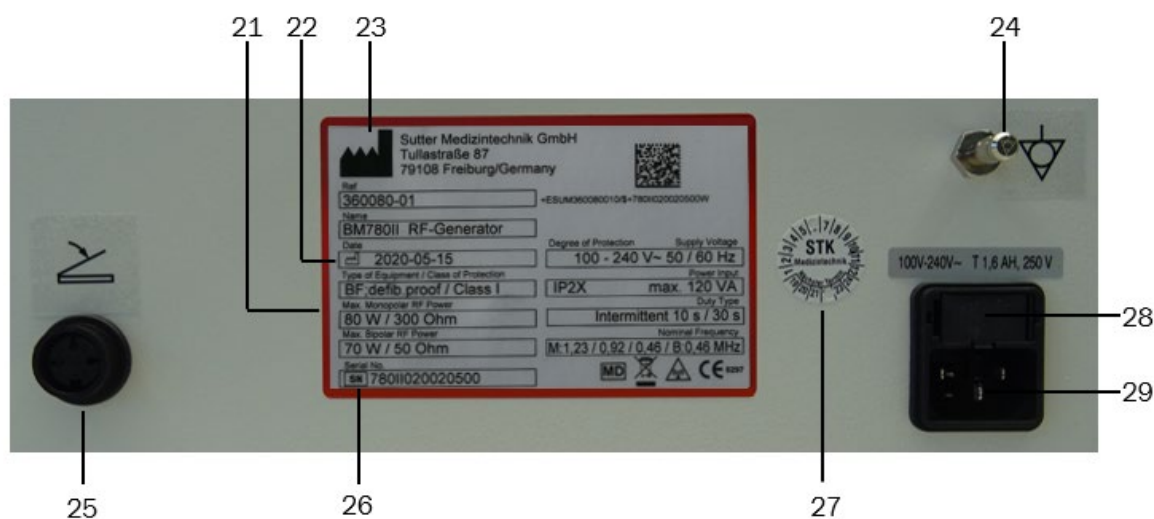 21 22 23 24
Sutter Medizintechnik GmbH
Tullastraße 87
79108 Freiburg/Germany
Ref
360080-01
+ESUM360080010/$+780II020020500W
Name
BM780II RF-Generator
Date
2020-05-15
Degree of Protection Supply Voltage
100 - 240 V~ 50 / 60 Hz
Type of Equipment / Class of Protection
BF;defib proof / Class I
Power Input
IP2X max. 120 VA
Max. Monopolar RF Power
80 W / 300 Ohm
Duty Type
Intermittent 10 s / 30 s
Max. Bipolar RF Power
70 W / 50 Ohm
Nominal Frequency
M:1,23 / 0,92 / 0,46 / B:0,46 MHz
Serial No.
SN 780II020020500
MD CE 0297
STK
Medizintechnik
100V-240V~ T 1,6 AH, 250 V
28
29
25 26 27